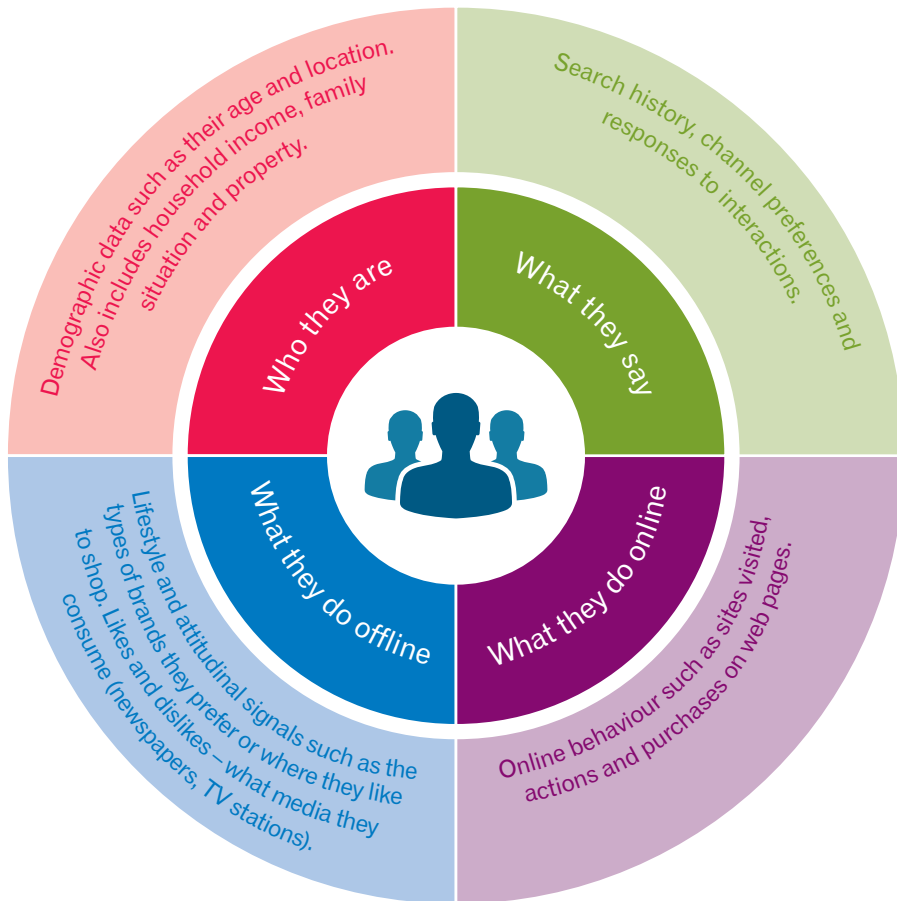 Demographic data such as their age and location.
Also includes household income, family
situation and property.
Who they are
Search history, channel preferences and
responses to interactions.
What they say
What they do offline
Lifestyle and attitudinal signals such as the
types of brands they prefer or where they like
to shop. Likes and dislikes – what media they
consume (newspapers, TV stations).
What they do online
Online behaviour such as sites visited,
actions and purchases on web pages.